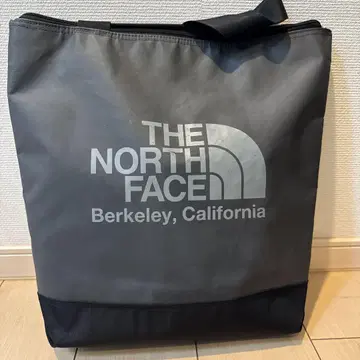 THE
NORTH
FACE
Berkeley, California